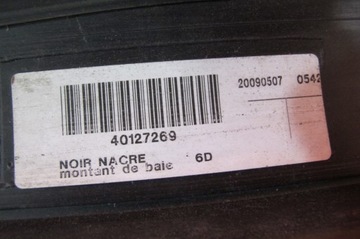 20090507 0542
40127269
NOIR NACRE 6D
montant de baie